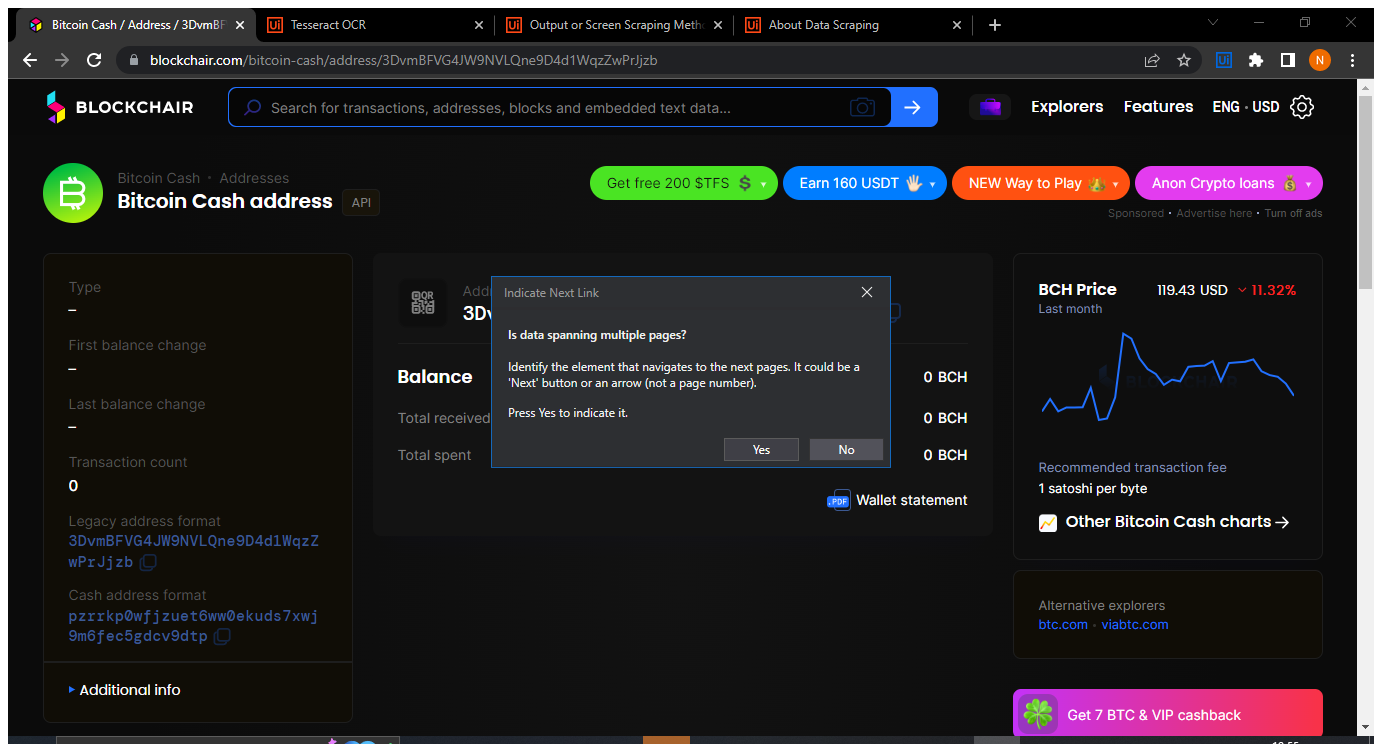 Bitcoin Cash / Address / 3DvmBF
Tesseract OCR
Output or Screen Scraping Meth
About Data Scraping
blockchair.com/bitcoin-cash/address/3DvmBFVG4JW9NVLQne9D4d1WqzZwPrJjzb
Ui
N
BLOCKCHAIR
Search for transactions, addresses, blocks and embedded text data...
Explorers
Features
ENG · USD
Bitcoin Cash · Addresses
Bitcoin Cash address
API
Get free 200 $TFS
Earn 160 USDT
NEW Way to Play
Anon Crypto loans
Sponsored · Advertise here · Turn off ads
Type
–
First balance change
–
Last balance change
–
Transaction count
0
Legacy address format
3DvmBFVG4JW9NVLQne9D4d1WqzZ
wPrJjzb
Cash address format
pzrrkp0wfjzuet6ww0ekuds7xwj
9m6fec5gdcv9dtp
Additional info
QR
Addr
3Dv
Balance
0 BCH
Total received
0 BCH
Total spent
0 BCH
.PDF Wallet statement
Indicate Next Link
Is data spanning multiple pages?
Identify the element that navigates to the next pages. It could be a
'Next' button or an arrow (not a page number).
Press Yes to indicate it.
Yes
No
BCH Price
119.43 USD
11.32%
Last month
BLOCKCHAIR
Recommended transaction fee
1 satoshi per byte
Other Bitcoin Cash charts
Alternative explorers
btc.com · viabtc.com
Get 7 BTC & VIP cashback